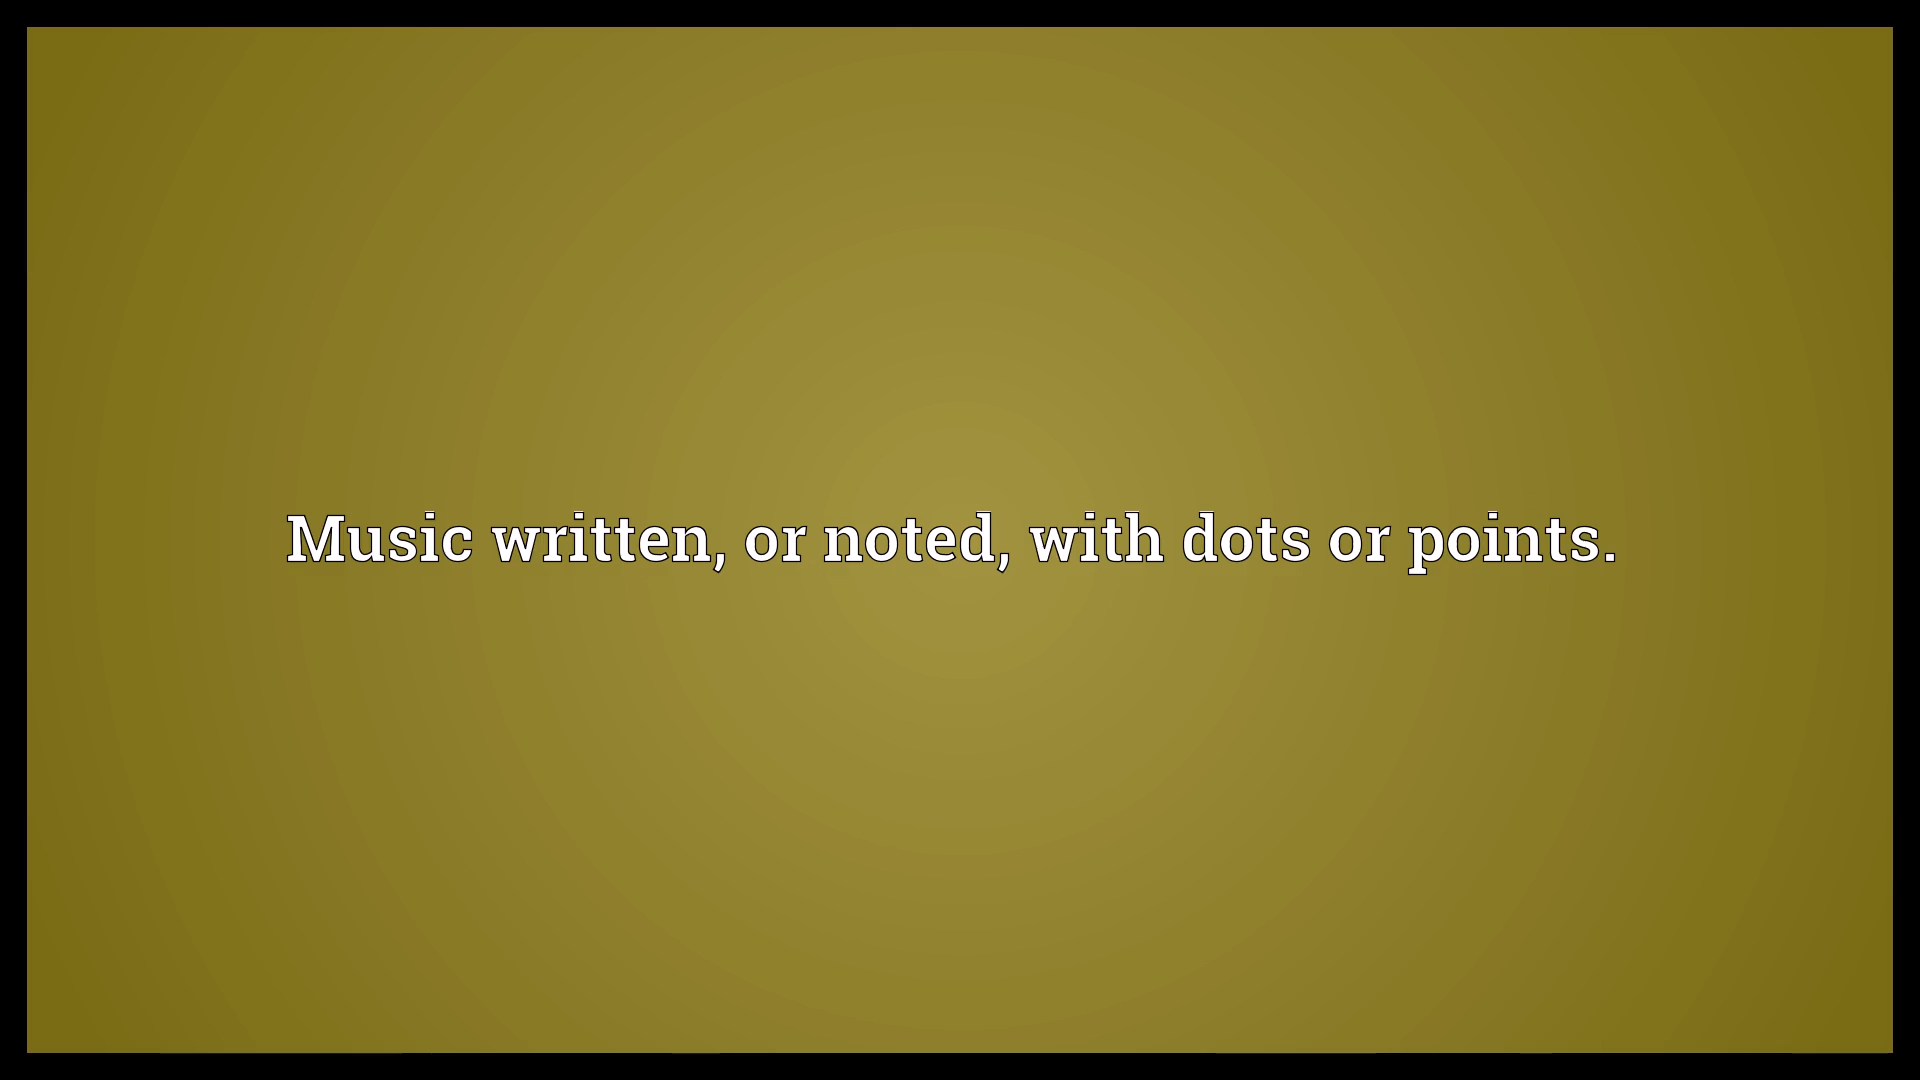 Music written, or noted, with dots or points.